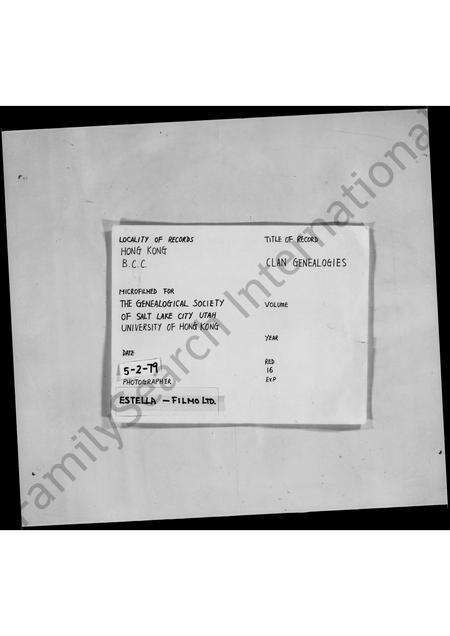 LOCALITY OF RECORDS
HONG KONG
B.C.C.
TITLE OF RECORD
CLAN GENEALOGIES
MICROFILMED FOR
THE GENEALOGICAL SOCIETY
OF SALT LAKE CITY UTAH
UNIVERSITY OF HONG KONG
VOLUME
YEAR
DATE
5-2-79
PHOTOGRAPHER
ESTELLA — FILMO LTD.
RED
16
EXP
FamilySearch International